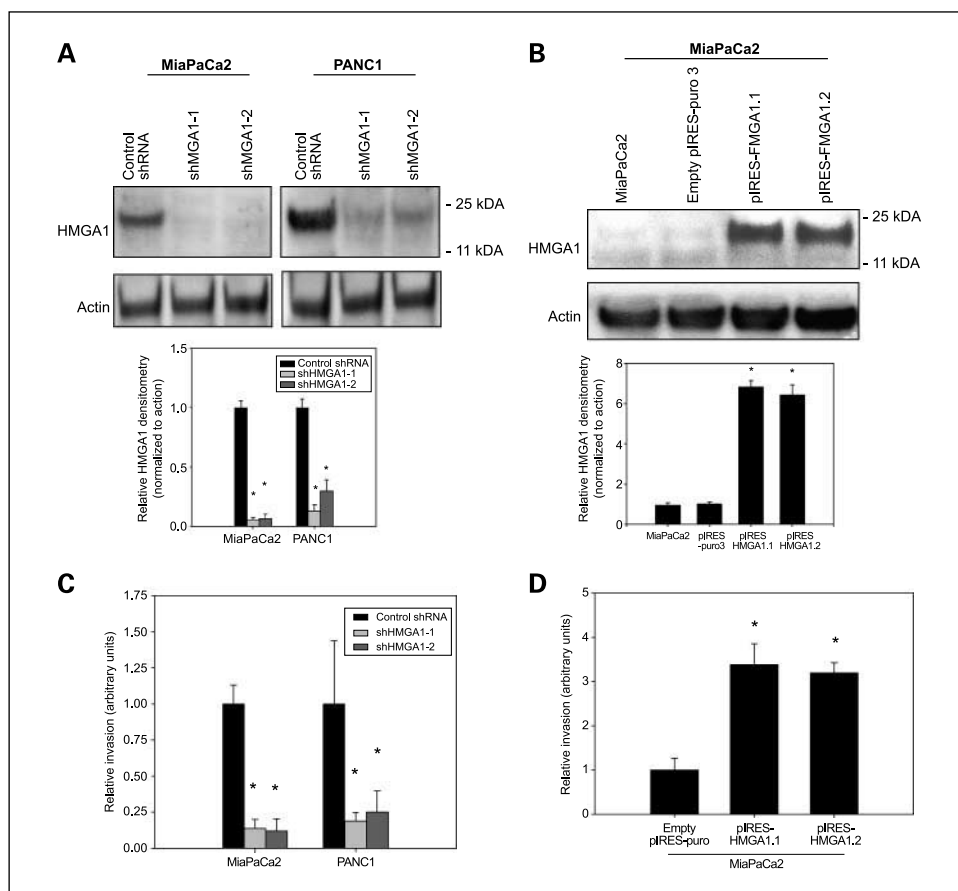 A
MiaPaCa2
PANC1
Control
shRNA
shMGA1-1
shMGA1-2
Control
shRNA
shMGA1-1
shMGA1-2
HMGA1
- 25 kDA
- 11 kDA
Actin
Relative HMGA1 densitometry
(normalized to action)
1.5
1.0
0.5
0.0
Control shRNA
shHMGA1-1
shHMGA1-2
* *
* *
MiaPaCa2
PANC1
B
MiaPaCa2
MiaPaCa2
Empty pIRES-puro 3
pIRES-FMGA1.1
pIRES-FMGA1.2
HMGA1
- 25 kDA
- 11 kDA
Actin
Relative HMGA1 densitometry
(normalized to action)
8
6
4
2
0
* *
MiaPaCa2
pIRES
-puro3
pIRES
HMGA1.1
pIRES
HMGA1.2
C
Relative invasion (arbitrary units)
1.75
1.50
1.25
1.00
0.75
0.50
0.25
0.00
Control shRNA
shHMGA1-1
shHMGA1-2
* *
* *
MiaPaCa2
PANC1
D
Relative invasion (arbitrary units)
5
4
3
2
1
0
* *
Empty
pIRES-puro
pIRES-
HMGA1.1
pIRES-
HMGA1.2
MiaPaCa2